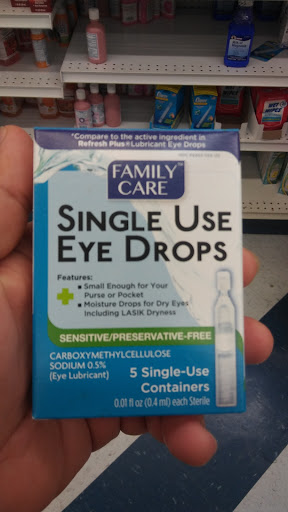 *Compare to the active ingredient in
Refresh Plus® Lubricant Eye Drops
FAMILY
CARE
SINGLE USE
EYE DROPS
Features:
Small Enough for Your
Purse or Pocket
Moisture Drops for Dry Eyes
Including LASIK Dryness
SENSITIVE/PRESERVATIVE-FREE
CARBOXYMETHYLCELLULOSE
SODIUM 0.5%
(Eye Lubricant)
5 Single-Use
Containers
0.01 fl oz (0.4 ml) each Sterile
WET
WIPES